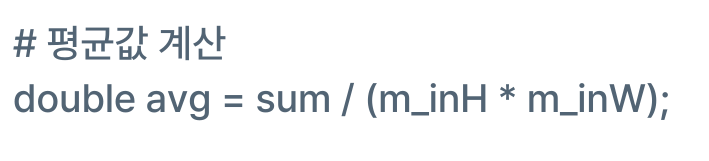 # 평균값 계산
double avg = sum / (m_inH * m_inW);